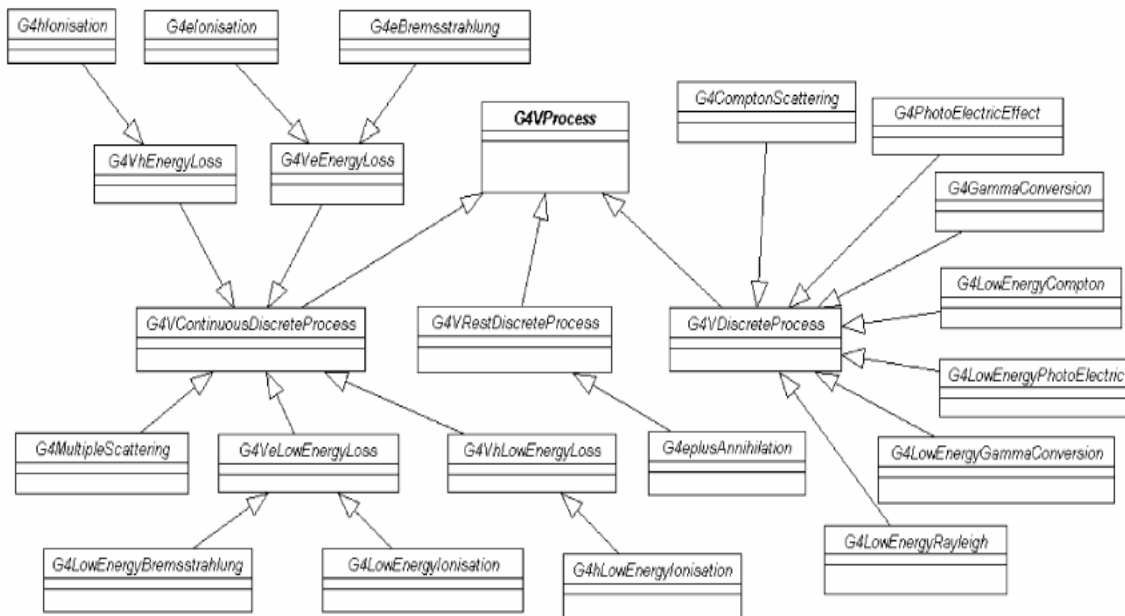 G4hIonisation
G4eIonisation
G4eBremsstrahlung
G4ComptonScattering
G4PhotoElectricEffect
G4VProcess
G4VhEnergyLoss
G4VeEnergyLoss
G4GammaConversion
G4LowEnergyCompton
G4VContinuousDiscreteProcess
G4VRestDiscreteProcess
G4VDiscreteProcess
G4LowEnergyPhotoElectric
G4MultipleScattering
G4VeLowEnergyLoss
G4VhLowEnergyLoss
G4eplusAnnihilation
G4LowEnergyGammaConversion
G4LowEnergyRayleigh
G4LowEnergyBremsstrahlung
G4LowEnergyIonisation
G4hLowEnergyIonisation